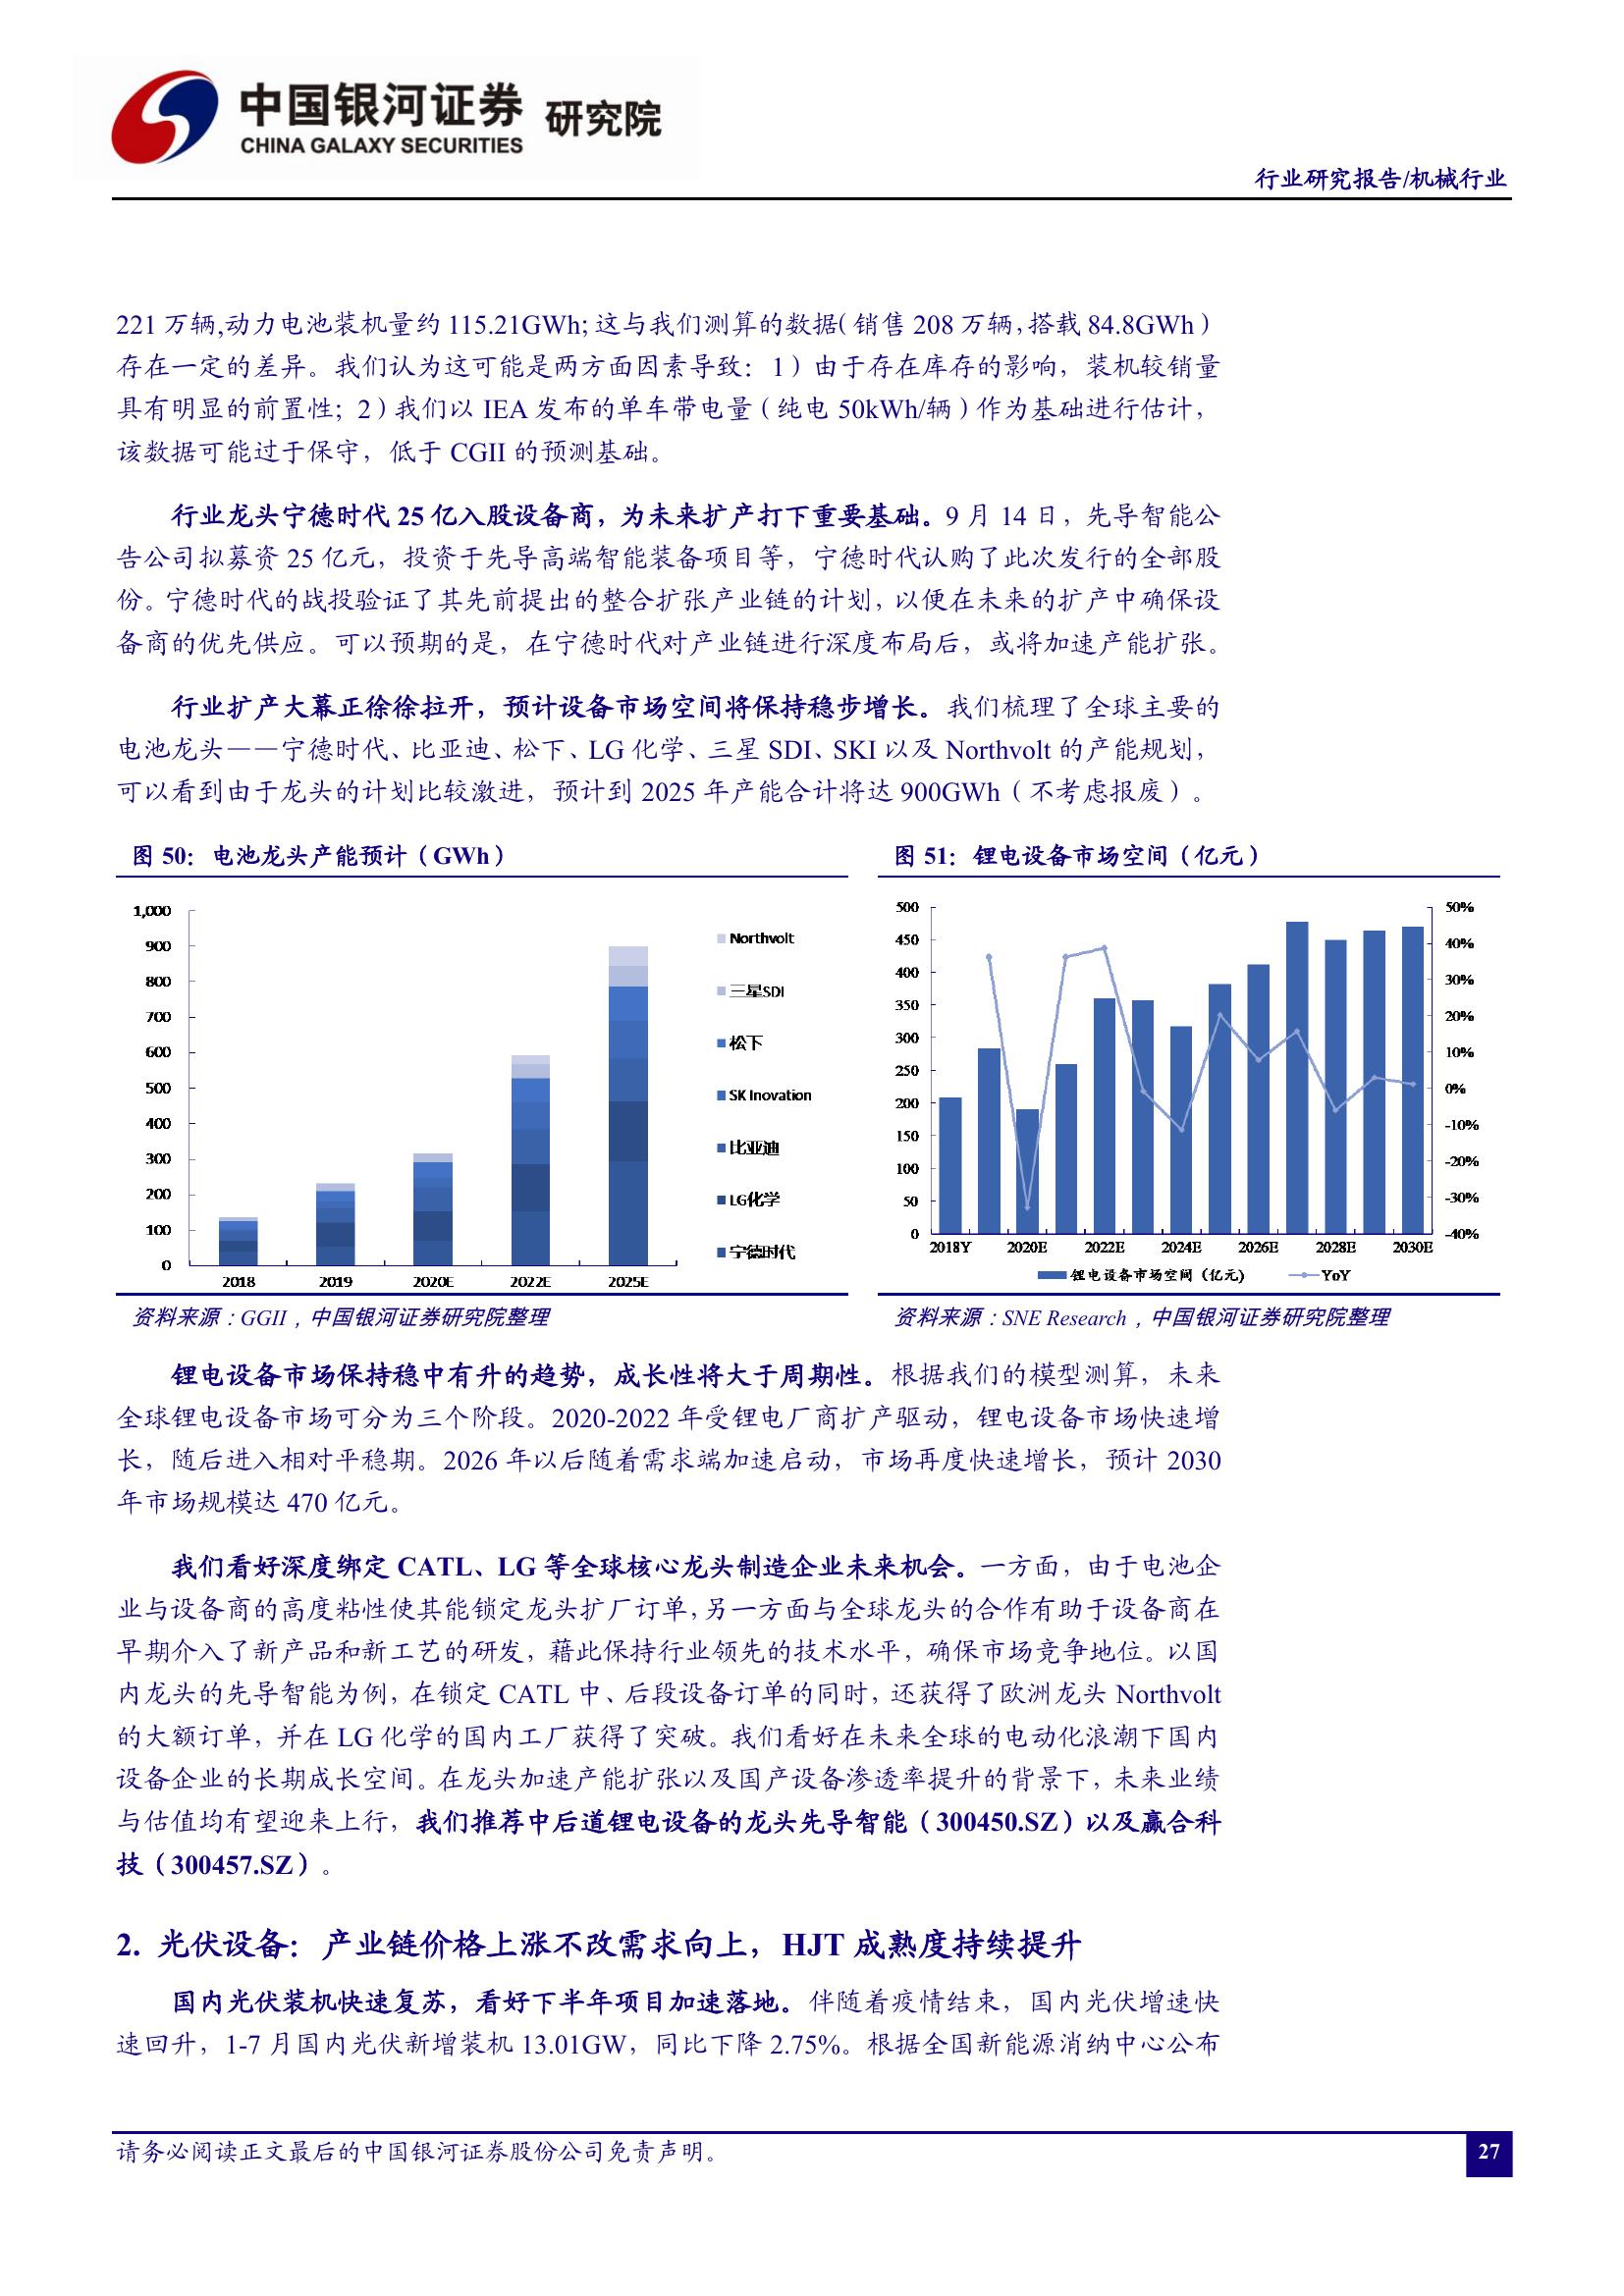 中国银河证券 研究院
CHINA GALAXY SECURITIES
行业研究报告/机械行业
221 万辆,动力电池装机量约 115.21GWh; 这与我们测算的数据（销售 208 万辆，搭载 84.8GWh）
存在一定的差异。我们认为这可能是两方面因素导致：1）由于存在库存的影响，装机较销量
具有明显的前置性；2）我们以 IEA 发布的单车带电量（纯电 50kWh/辆）作为基础进行估计，
该数据可能过于保守，低于 CGII 的预测基础。
行业龙头宁德时代 25 亿入股设备商，为未来扩产打下重要基础。9 月 14 日，先导智能公
告公司拟募资 25 亿元，投资于先导高端智能装备项目等，宁德时代认购了此次发行的全部股
份。宁德时代的战投验证了其先前提出的整合扩张产业链的计划，以便在未来的扩产中确保设
备商的优先供应。可以预期的是，在宁德时代对产业链进行深度布局后，或将加速产能扩张。
行业扩产大幕正徐徐拉开，预计设备市场空间将保持稳步增长。我们梳理了全球主要的
电池龙头——宁德时代、比亚迪、松下、LG 化学、三星 SDI、SKI 以及 Northvolt 的产能规划，
可以看到由于龙头的计划比较激进，预计到 2025 年产能合计将达 900GWh（不考虑报废）。
图 50：电池龙头产能预计（GWh）
1,000
900
800
700
600
500
400
300
200
100
0
2018 2019 2020E 2022E 2025E
Northvolt
三星SDI
松下
SK Inovation
比亚迪
LG化学
宁德时代
资料来源：GGII，中国银河证券研究院整理
图 51：锂电设备市场空间（亿元）
500
450
400
350
300
250
200
150
100
50
0
50%
40%
30%
20%
10%
0%
-10%
-20%
-30%
-40%
2018Y 2020E 2022E 2024E 2026E 2028E 2030E
锂电设备市场空间（亿元） YoY
资料来源：SNE Research，中国银河证券研究院整理
锂电设备市场保持稳中有升的趋势，成长性将大于周期性。根据我们的模型测算，未来
全球锂电设备市场可分为三个阶段。2020-2022 年受锂电厂商扩产驱动，锂电设备市场快速增
长，随后进入相对平稳期。2026 年以后随着需求端加速启动，市场再度快速增长，预计 2030
年市场规模达 470 亿元。
我们看好深度绑定 CATL、LG 等全球核心龙头制造企业未来机会。一方面，由于电池企
业与设备商的高度粘性使其能锁定龙头扩厂订单，另一方面与全球龙头的合作有助于设备商在
早期介入了新产品和新工艺的研发，藉此保持行业领先的技术水平，确保市场竞争地位。以国
内龙头的先导智能为例，在锁定 CATL 中、后段设备订单的同时，还获得了欧洲龙头 Northvolt
的大额订单，并在 LG 化学的国内工厂获得了突破。我们看好在未来全球的电动化浪潮下国内
设备企业的长期成长空间。在龙头加速产能扩张以及国产设备渗透率提升的背景下，未来业绩
与估值均有望迎来上行，我们推荐中后道锂电设备的龙头先导智能（300450.SZ）以及赢合科
技（300457.SZ）。
2. 光伏设备：产业链价格上涨不改需求向上，HJT 成熟度持续提升
国内光伏装机快速复苏，看好下半年项目加速落地。伴随着疫情结束，国内光伏增速快
速回升，1-7 月国内光伏新增装机 13.01GW，同比下降 2.75%。根据全国新能源消纳中心公布
请务必阅读正文最后的中国银河证券股份公司免责声明。
27